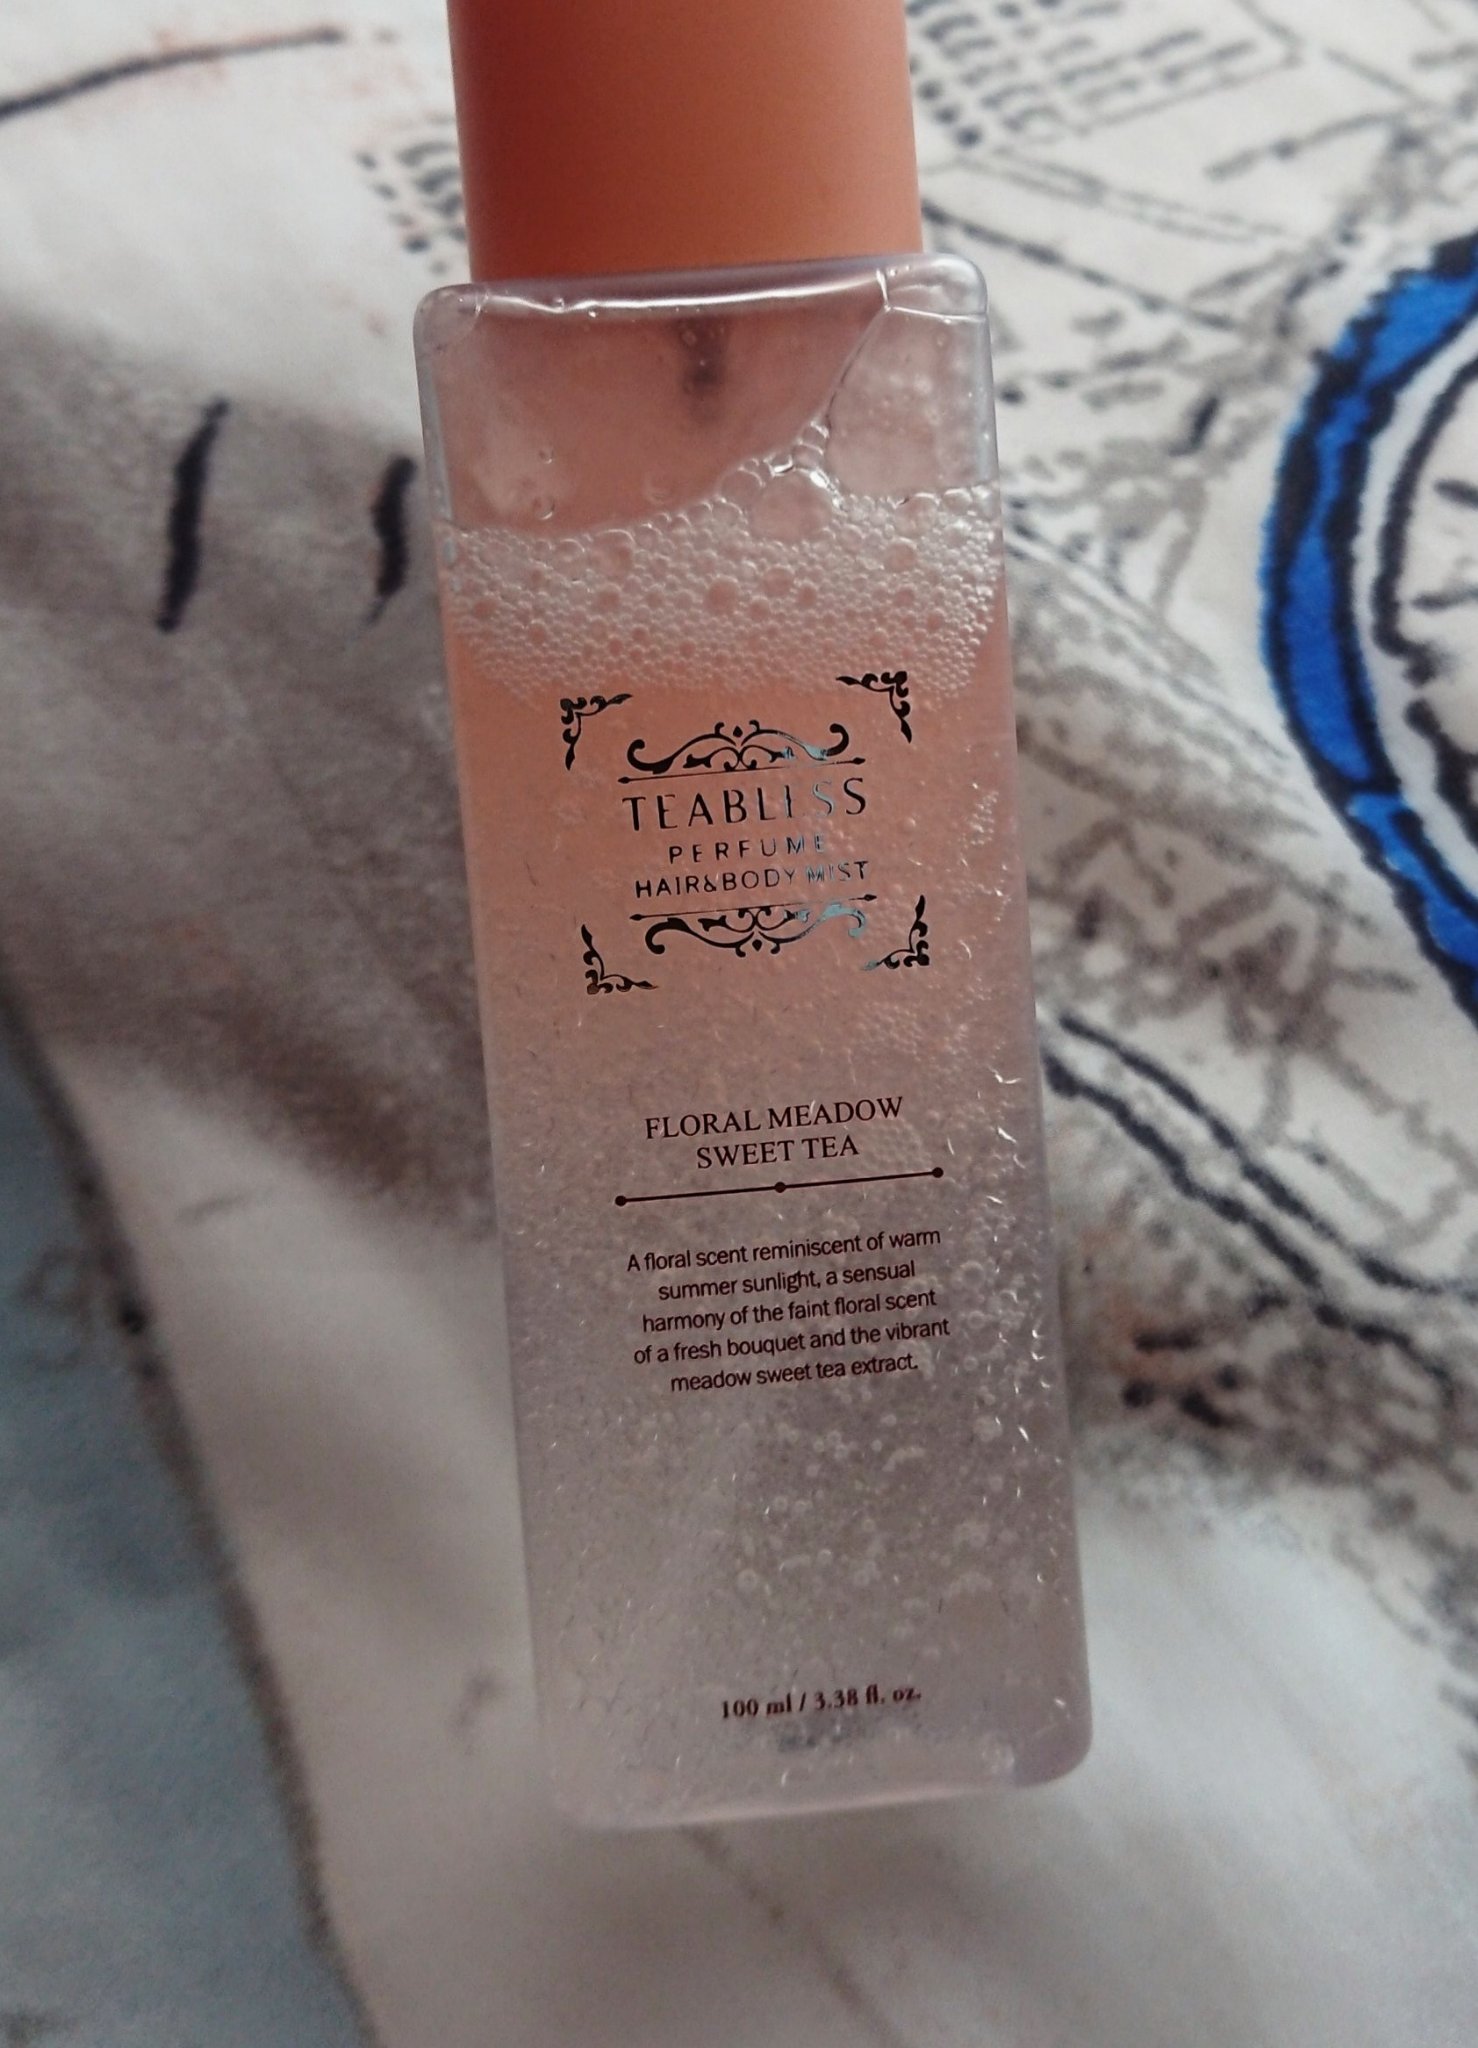 TEABLESS
PERFUME
HAIR&BODY MIST
FLORAL MEADOW
SWEET TEA
A floral scent reminiscent of warm
summer sunlight, a sensual
harmony of the faint floral scent
of a fresh bouquet and the vibrant
meadow sweet tea extract.
100 ml / 3.38 fl. oz.